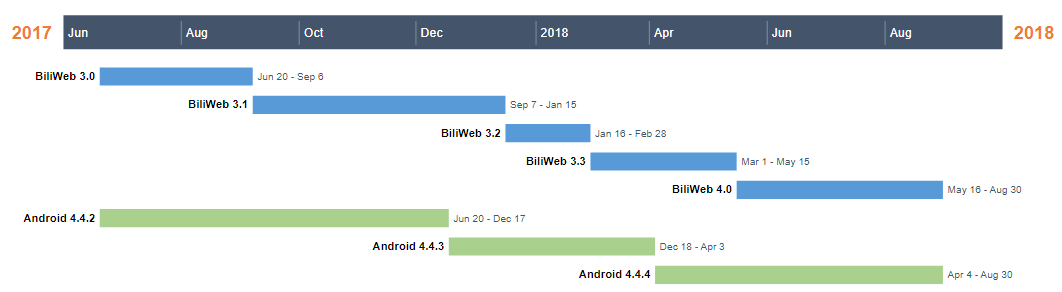 2017 Jun Aug Oct Dec 2018 Apr Jun Aug 2018
BiliWeb 3.0 Jun 20 - Sep 6
BiliWeb 3.1 Sep 7 - Jan 15
BiliWeb 3.2 Jan 16 - Feb 28
BiliWeb 3.3 Mar 1 - May 15
BiliWeb 4.0 May 16 - Aug 30
Android 4.4.2 Jun 20 - Dec 17
Android 4.4.3 Dec 18 - Apr 3
Android 4.4.4 Apr 4 - Aug 30